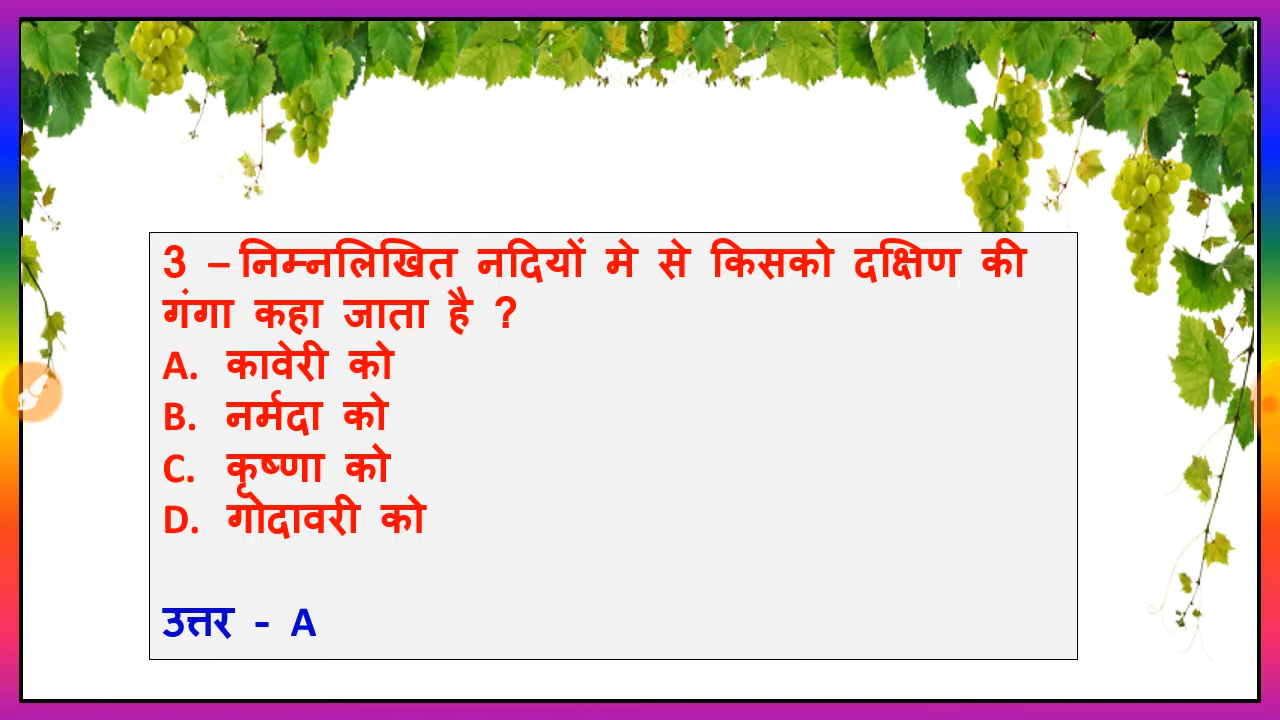 3 – निम्नलिखित नदियों मे से किसको दक्षिण की
गंगा कहा जाता है ?
A. कावेरी को
B. नर्मदा को
C. कृष्णा को
D. गोदावरी को
उत्तर - A